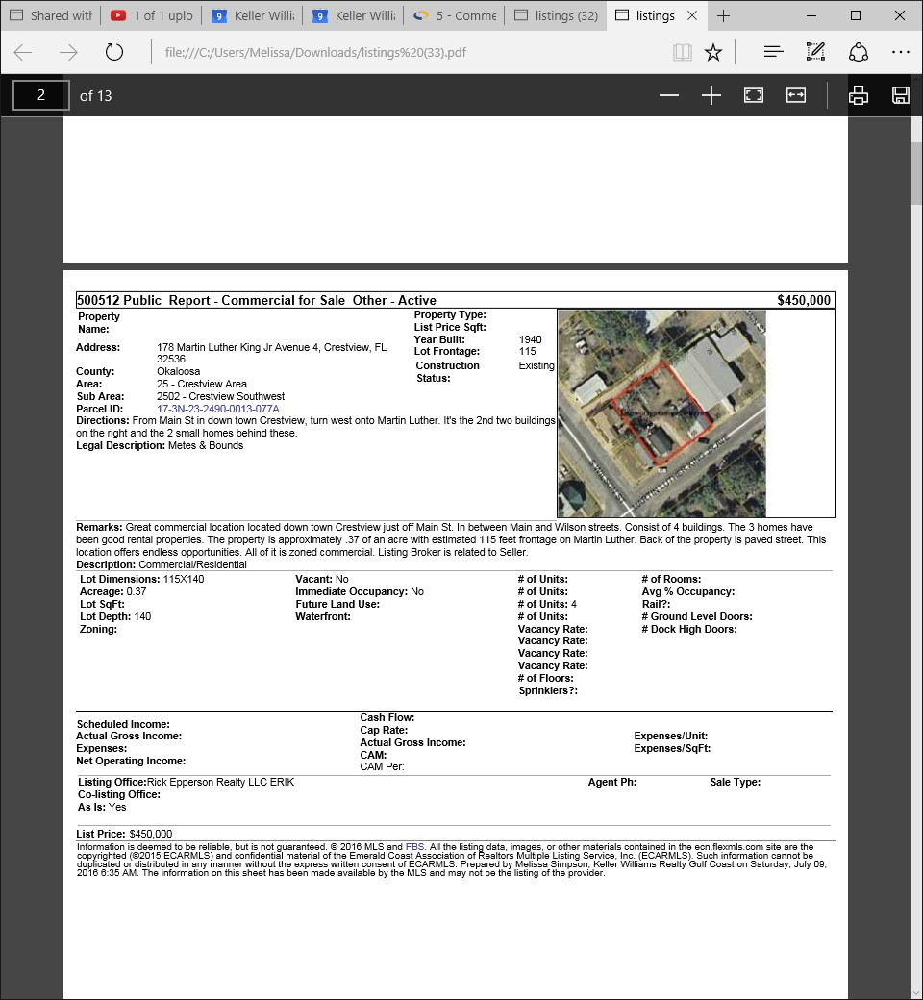 Shared with
1 of 1 uplo
Keller Willi
Keller Willi
5 - Comme
listings (32)
listings
file:///C:/Users/Melissa/Downloads/listings%20(33).pdf
2 of 13
500512 Public Report - Commercial for Sale Other - Active $450,000
Property Name:
Address: 178 Martin Luther King Jr Avenue 4, Crestview, FL
32536
County: Okaloosa
Area: 25 - Crestview Area
Sub Area: 2502 - Crestview Southwest
Parcel ID: 17-3N-23-2490-0013-077A
Property Type:
List Price Sqft:
Year Built: 1940
Lot Frontage: 115
Construction Existing
Status:
Directions: From Main St in down town Crestview, turn west onto Martin Luther. It's the 2nd two buildings
on the right and the 2 small homes behind these.
Legal Description: Metes & Bounds
Remarks: Great commercial location located down town Crestview just off Main St. In between Main and Wilson streets. Consist of 4 buildings. The 3 homes have
been good rental properties. The property is approximately .37 of an acre with estimated 115 feet frontage on Martin Luther. Back of the property is paved street. This
location offers endless opportunities. All of it is zoned commercial. Listing Broker is related to Seller.
Description: Commercial/Residential
Lot Dimensions: 115X140
Acreage: 0.37
Lot SqFt:
Lot Depth: 140
Zoning:
Vacant: No
Immediate Occupancy: No
Future Land Use:
Waterfront:
# of Units:
# of Units:
# of Units: 4
# of Units:
Vacancy Rate:
Vacancy Rate:
Vacancy Rate:
Vacancy Rate:
# of Floors:
Sprinklers?:
# of Rooms:
Avg % Occupancy:
Rail?:
# Ground Level Doors:
# Dock High Doors:
Scheduled Income:
Actual Gross Income:
Expenses:
Net Operating Income:
Cash Flow:
Cap Rate:
Actual Gross Income:
CAM:
CAM Per:
Expenses/Unit:
Expenses/SqFt:
Listing Office:Rick Epperson Realty LLC ERIK Agent Ph: Sale Type:
Co-listing Office:
As Is: Yes
List Price: $450,000
Information is deemed to be reliable, but is not guaranteed. © 2016 MLS and FBS. All the listing data, images, or other materials contained in the ecn.flexmls.com site are the
copyrighted (©2015 ECARMLS) and confidential material of the Emerald Coast Association of Realtors Multiple Listing Service, Inc. (ECARMLS). Such information cannot be
duplicated or distributed in any manner without the express written consent of ECARMLS. Prepared by Melissa Simpson, Keller Williams Realty Gulf Coast on Saturday, July 09,
2016 6:35 AM. The information on this sheet has been made available by the MLS and may not be the listing of the provider.